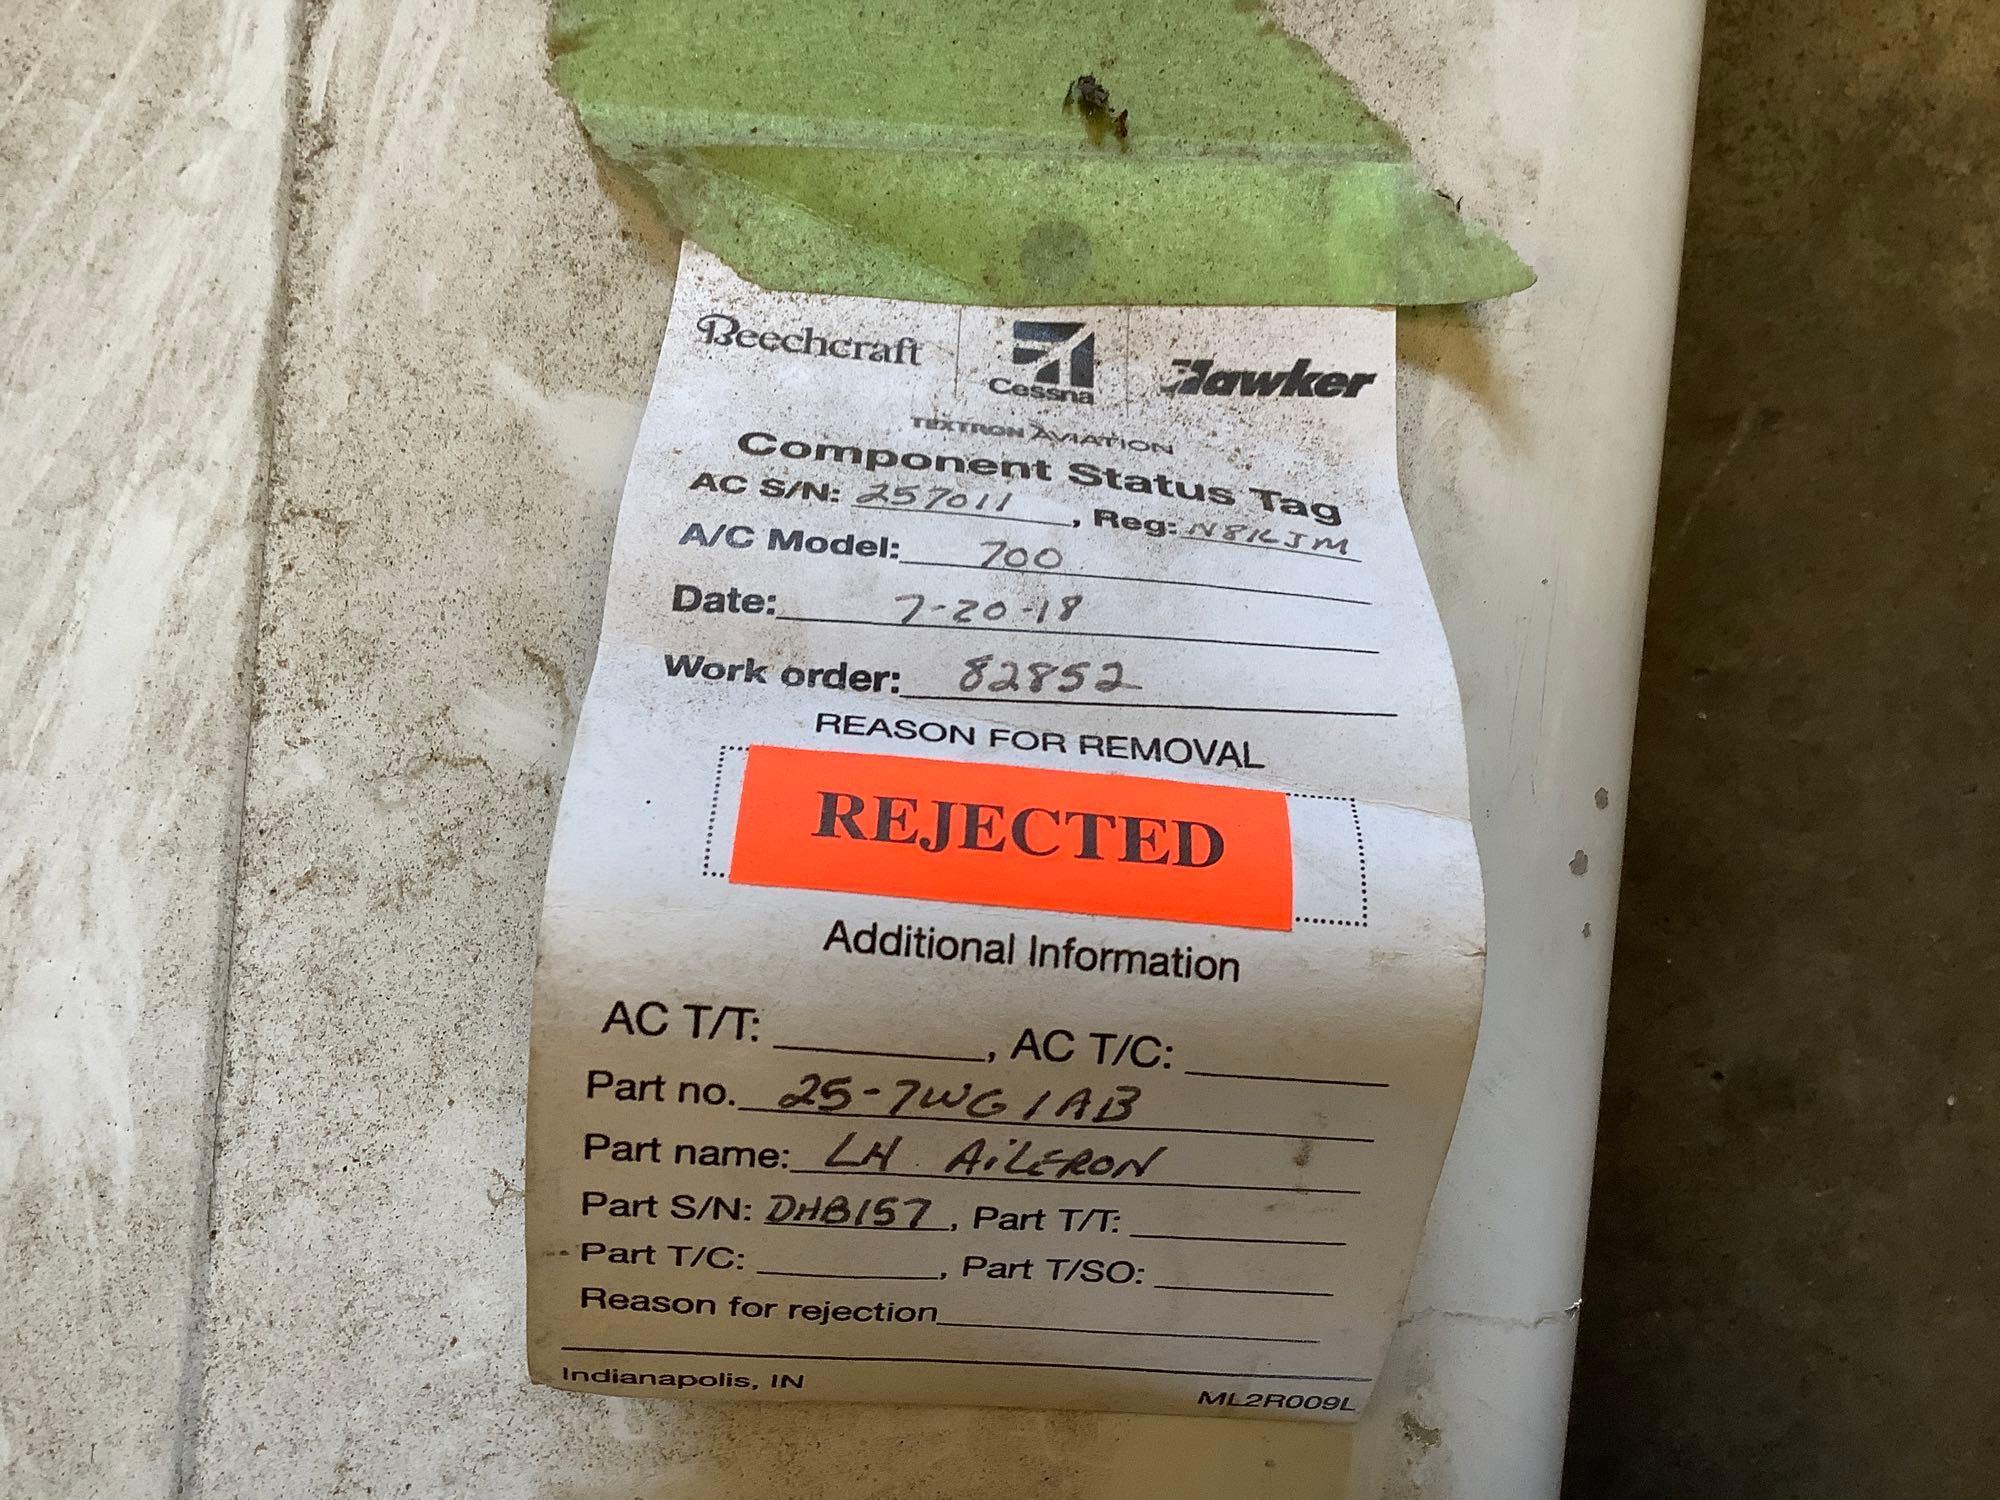 Beechcraft Cessna Hawker
TEXTRON AVIATION
Component Status Tag
AC S/N: 257011, Reg: N81KJM
A/C Model: 700
Date: 7-20-18
Work order: 82852
REASON FOR REMOVAL
REJECTED
Additional Information
AC T/T: , AC T/C:
Part no. 25-7WG1AB
Part name: LH AiLERON
Part S/N: DHB157, Part T/T:
Part T/C: , Part T/SO:
Reason for rejection
Indianapolis, IN ML2R009L